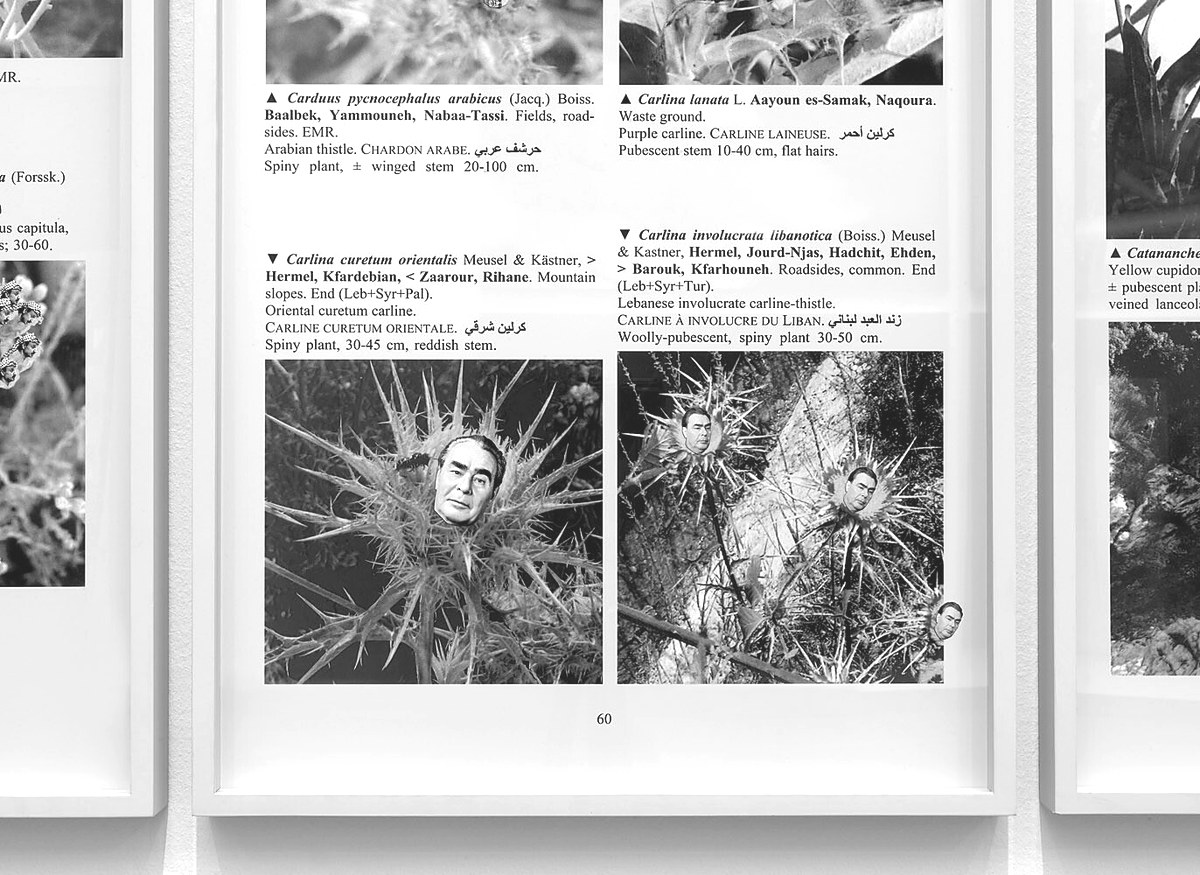 MR.
a (Forssk.)
us capitula,
s; 30-60.
▲ Carduus pycnocephalus arabicus (Jacq.) Boiss.
Baalbek, Yammouneh, Nabaa-Tassi. Fields, road-
sides. EMR.
Arabian thistle. CHARDON ARABE. حرشف عربي
Spiny plant, ± winged stem 20-100 cm.
▼ Carlina curetum orientalis Meusel & Kästner, >
Hermel, Kfardebian, < Zaarour, Rihane. Mountain
slopes. End (Leb+Syr+Pal).
Oriental curetum carline.
CARLINE CURETUM ORIENTALE. كرلين شرقي
Spiny plant, 30-45 cm, reddish stem.
▲ Carlina lanata L. Aayoun es-Samak, Naqoura.
Waste ground.
Purple carline. CARLINE LAINEUSE. كرلين أحمر
Pubescent stem 10-40 cm, flat hairs.
▼ Carlina involucrata libanotica (Boiss.) Meusel
& Kastner, Hermel, Jourd-Njas, Hadchit, Ehden,
> Barouk, Kfarhouneh. Roadsides, common. End
(Leb+Syr+Tur).
Lebanese involucrate carline-thistle.
CARLINE À INVOLUCRE DU LIBAN. زند العبد لبناني
Woolly-pubescent, spiny plant 30-50 cm.
60
▲ Catananche
Yellow cupido
± pubescent pl
veined lanceol